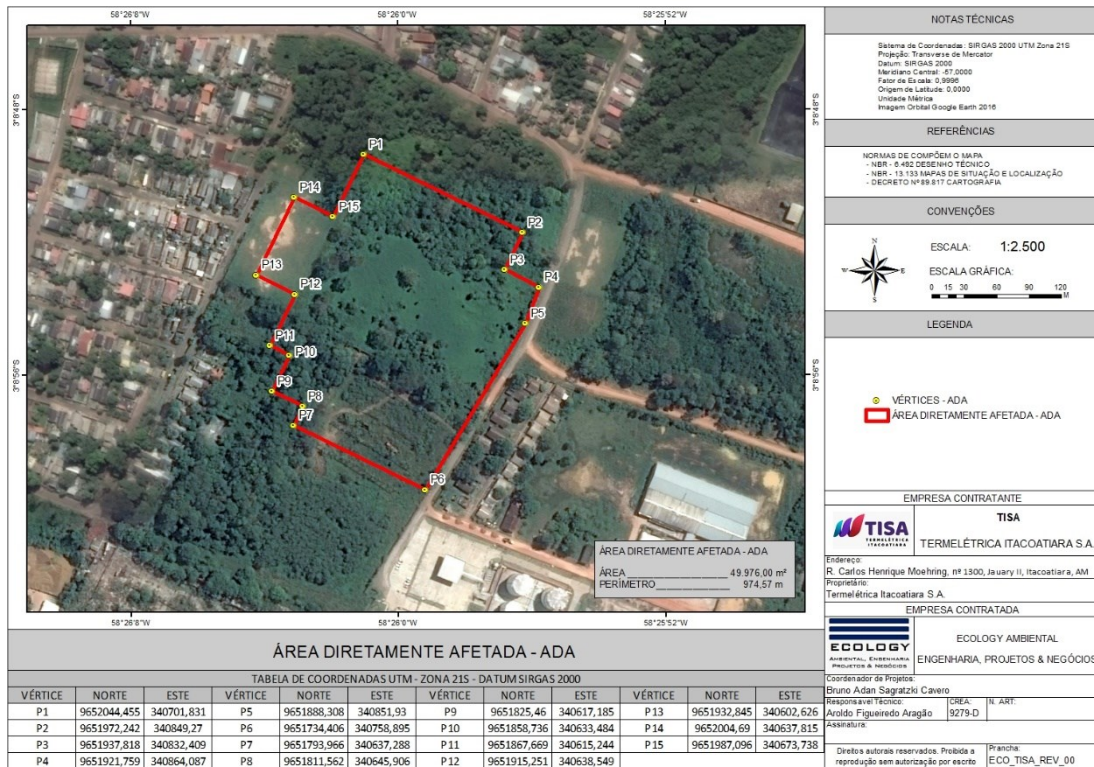 58°26'8"W
58°26'0"W
58°25'52"W
3°8'48"S
3°8'48"S
3°8'56"S
3°8'56"S
P1
P2
P3
P4
P5
P6
P7
P8
P9
P10
P11
P12
P13
P14
P15
ÁREA DIRETAMENTE AFETADA - ADA
ÁREA 49.976,00 m²
PERÍMETRO 974,57 m
58°26'8"W
58°26'0"W
58°25'52"W
NOTAS TÉCNICAS
Sistema de Coordenadas: SIRGAS 2000 UTM Zona 21S
Projeção: Transverse de Mercator
Datum: SIRGAS 2000
Meridiano Central: -57,0000
Fator de Escala: 0,9996
Origem de Latitude: 0,0000
Unidade Métrica
Imagem Orbital Google Earth 2016
REFERÊNCIAS
NORMAS DE COMPÕEM O MAPA
- NBR - 6.492 DESENHO TÉCNICO
- NBR - 13.133 MAPAS DE SITUAÇÃO E LOCALIZAÇÃO
- DECRETO Nº 89.817 CARTOGRAFIA
CONVENÇÕES
N
W
E
S
ESCALA: 1:2.500
ESCALA GRÁFICA:
0 15 30 60 90 120
M
LEGENDA
VÉRTICES - ADA
ÁREA DIRETAMENTE AFETADA - ADA
EMPRESA CONTRATANTE
TISA
TERMELÉTRICA
ITACOATIARA
TISA
TERMELÉTRICA ITACOATIARA S.A.
Endereço:
R. Carlos Henrique Moehring, nº 1300, Jauary II, Itacoatiara, AM
Proprietário:
Termelétrica Itacoatiara S.A.
EMPRESA CONTRATADA
ECOLOGY
AMBIENTAL, ENGENHARIA
PROJETOS & NEGÓCIOS
ECOLOGY AMBIENTAL
ENGENHARIA, PROJETOS & NEGÓCIOS
Coordenador de Projetos:
Bruno Adan Sagratzki Cavero
Responsável Técnico:
Aroldo Figueiredo Aragão
CREA:
9279-D
N. ART:
Assinatura:
Direitos autorais reservados. Proibida a
reprodução sem autorização por escrito
Prancha:
ECO_TISA_REV_00
ÁREA DIRETAMENTE AFETADA - ADA
TABELA DE COORDENADAS UTM - ZONA 21S - DATUM SIRGAS 2000
VÉRTICE NORTE ESTE VÉRTICE NORTE ESTE VÉRTICE NORTE ESTE VÉRTICE NORTE ESTE
P1 9652044,455 340701,831 P5 9651888,308 340851,93 P9 9651825,46 340617,185 P13 9651932,845 340602,626
P2 9651972,242 340849,27 P6 9651734,406 340758,895 P10 9651858,736 340633,484 P14 9652004,69 340637,815
P3 9651937,818 340832,409 P7 9651793,966 340637,288 P11 9651867,669 340615,244 P15 9651987,096 340673,738
P4 9651921,759 340864,087 P8 9651811,562 340645,906 P12 9651915,251 340638,549